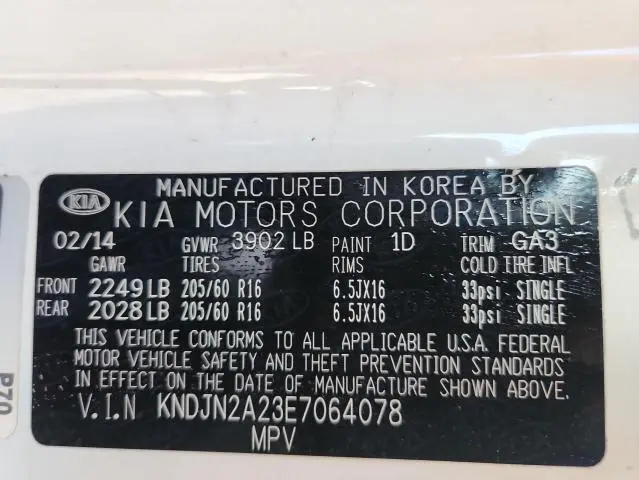 MANUFACTURED IN KOREA BY
KIA KIA MOTORS CORPORATION
02/14 GVWR 3902 LB PAINT 1D TRIM GA3
GAWR TIRES RIMS COLD TIRE INFL
FRONT 2249 LB 205/60 R16 6.5JX16 33psi SINGLE
REAR 2028 LB 205/60 R16 6.5JX16 33psi SINGLE
THIS VEHICLE CONFORMS TO ALL APPLICABLE U.S.A. FEDERAL
MOTOR VEHICLE SAFETY AND THEFT PREVENTION STANDARDS
IN EFFECT ON THE DATE OF MANUFACTURE SHOWN ABOVE.
V.I.N KNDJN2A23E7064078
MPV